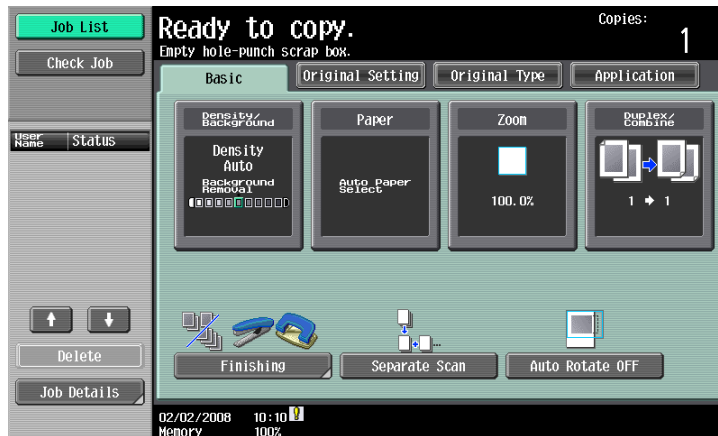 Job List
Check Job
User Name
Status
Delete
Job Details
Ready to copy.
Empty hole-punch scrap box.
Copies:
1
Basic
Original Setting
Original Type
Application
Density/
Background
Density
Auto
Background
Removal
Paper
Auto Paper
Select
Zoom
100.0%
Duplex/
Combine
1 → 1
Finishing
Separate Scan
Auto Rotate OFF
02/02/2008 10:10
Memory 100%